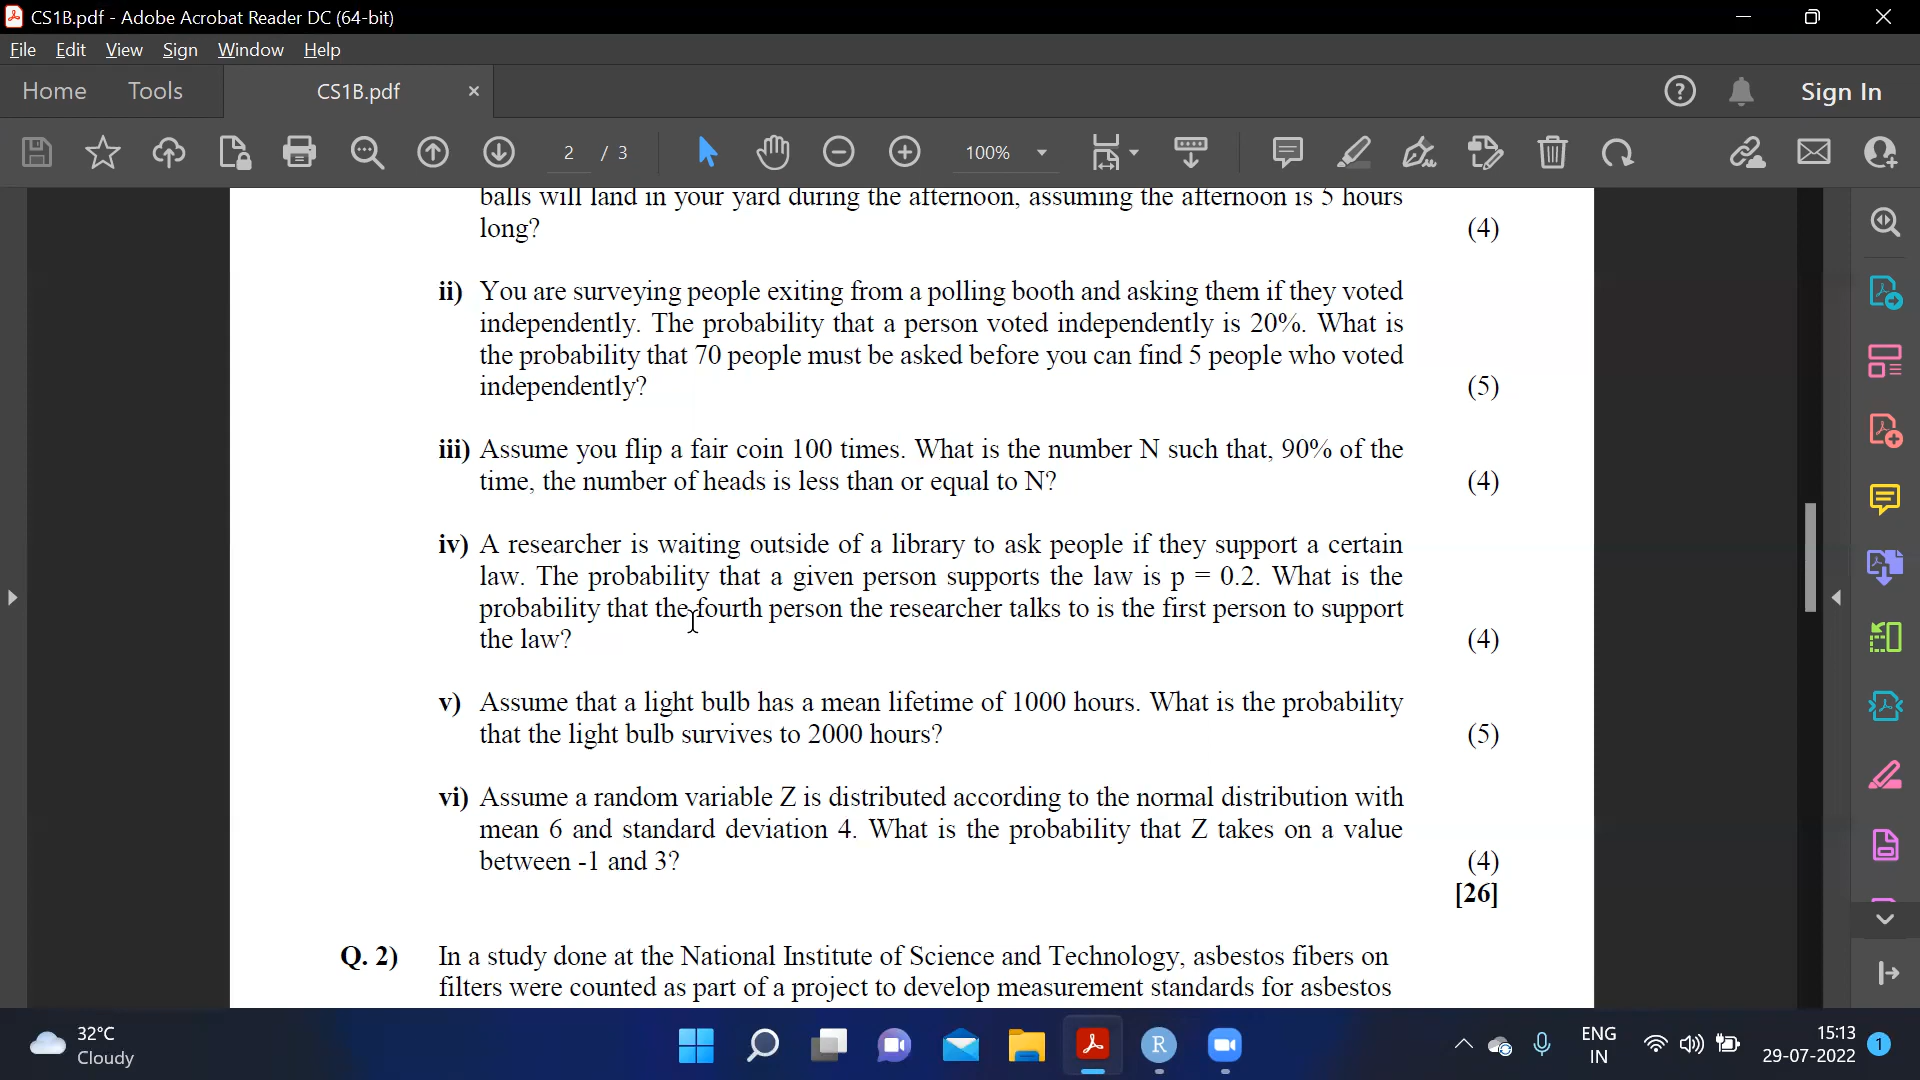 CS1B.pdf - Adobe Acrobat Reader DC (64-bit)
File Edit View Sign Window Help
Home Tools CS1B.pdf × Sign In
2 / 3 100%
balls will land in your yard during the afternoon, assuming the afternoon is 5 hours
long? (4)
ii) You are surveying people exiting from a polling booth and asking them if they voted
independently. The probability that a person voted independently is 20%. What is
the probability that 70 people must be asked before you can find 5 people who voted
independently? (5)
iii) Assume you flip a fair coin 100 times. What is the number N such that, 90% of the
time, the number of heads is less than or equal to N? (4)
iv) A researcher is waiting outside of a library to ask people if they support a certain
law. The probability that a given person supports the law is p = 0.2. What is the
probability that the fourth person the researcher talks to is the first person to support
the law? (4)
v) Assume that a light bulb has a mean lifetime of 1000 hours. What is the probability
that the light bulb survives to 2000 hours? (5)
vi) Assume a random variable Z is distributed according to the normal distribution with
mean 6 and standard deviation 4. What is the probability that Z takes on a value
between -1 and 3? (4)
[26]
Q. 2) In a study done at the National Institute of Science and Technology, asbestos fibers on
filters were counted as part of a project to develop measurement standards for asbestos
32°C
Cloudy
R
ENG
IN
15:13
29-07-2022
1